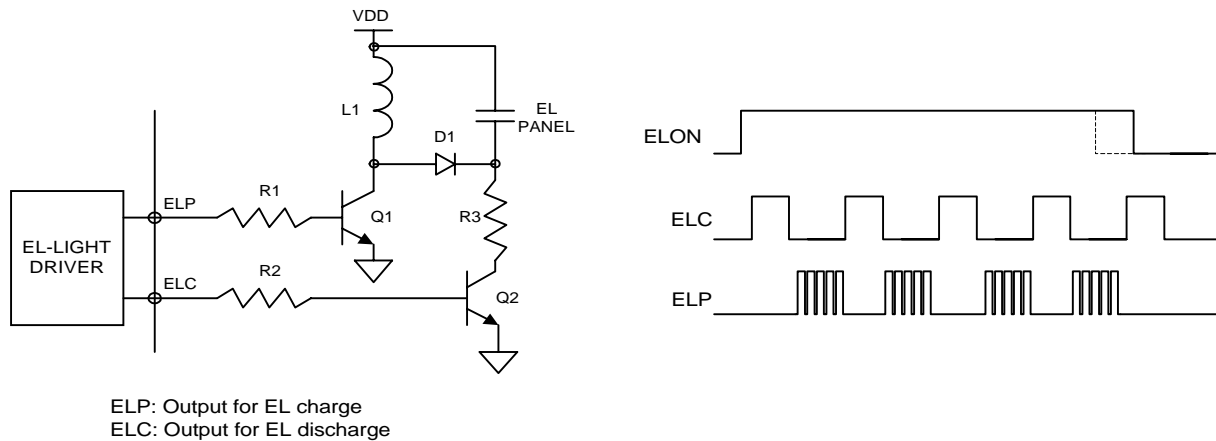 VDD
L1
EL
PANEL
D1
ELON
ELP
R1
Q1
R3
ELC
EL-LIGHT
DRIVER
ELC
R2
Q2
ELP
ELP: Output for EL charge
ELC: Output for EL discharge